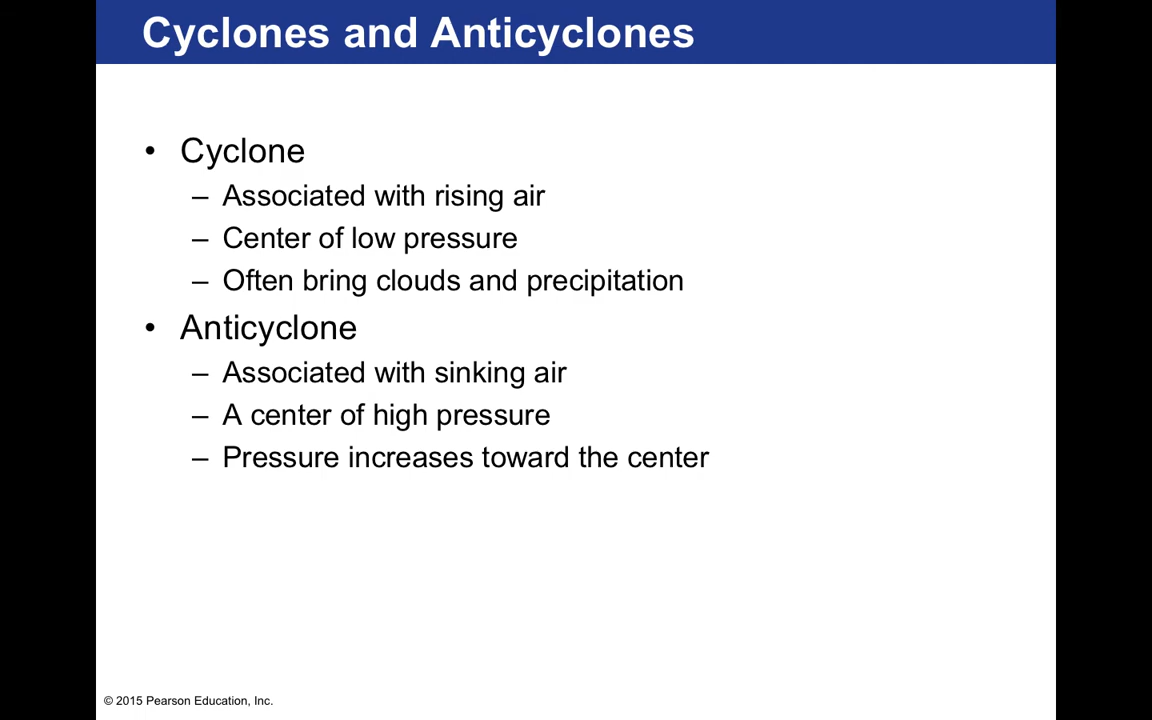 Cyclones and Anticyclones
• Cyclone
– Associated with rising air
– Center of low pressure
– Often bring clouds and precipitation
• Anticyclone
– Associated with sinking air
– A center of high pressure
– Pressure increases toward the center
© 2015 Pearson Education, Inc.